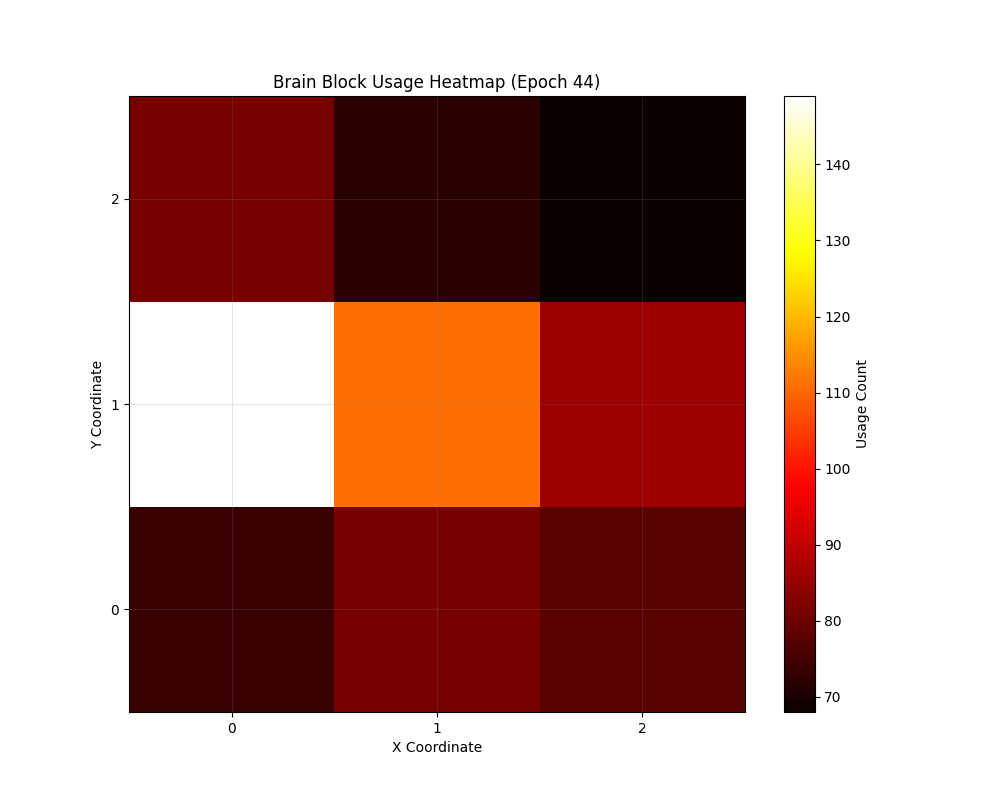 Brain Block Usage Heatmap (Epoch 44)
2
1
0
Y Coordinate
0 1 2
X Coordinate
140
130
120
110
100
90
80
70
Usage Count